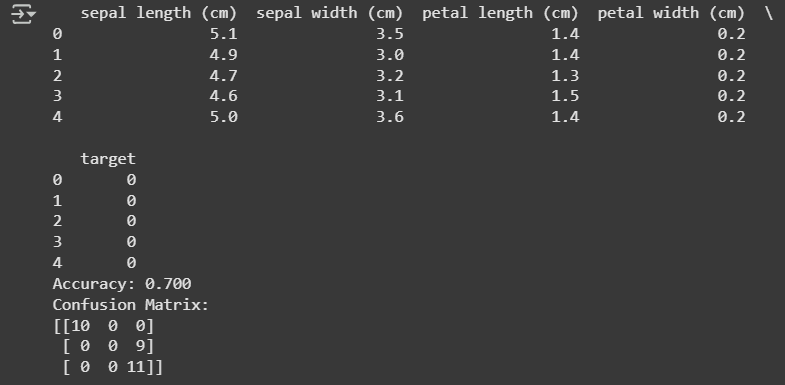 sepal length (cm)  sepal width (cm)  petal length (cm)  petal width (cm)  \
0                5.1               3.5                1.4               0.2
1                4.9               3.0                1.4               0.2
2                4.7               3.2                1.3               0.2
3                4.6               3.1                1.5               0.2
4                5.0               3.6                1.4               0.2
target
0       0
1       0
2       0
3       0
4       0
Accuracy: 0.700
Confusion Matrix:
[[10  0  0]
 [ 0  0  9]
 [ 0  0 11]]